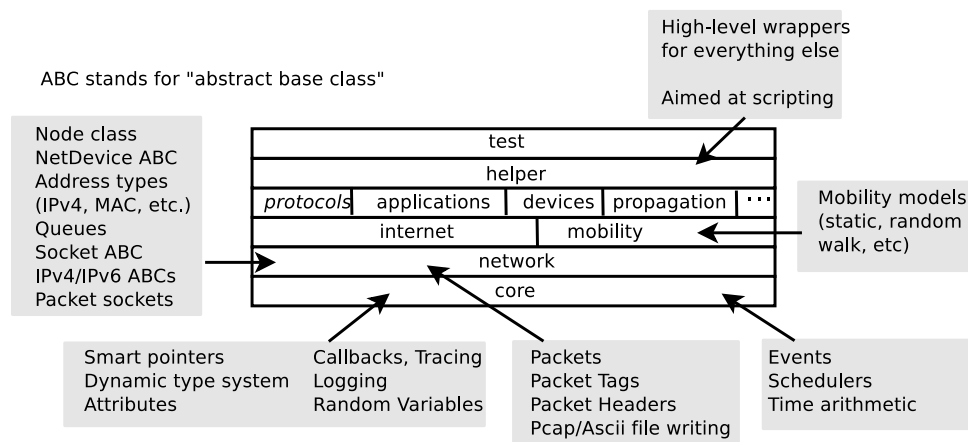 High-level wrappers
for everything else
Aimed at scripting
ABC stands for "abstract base class"
Node class
NetDevice ABC
Address types
(IPv4, MAC, etc.)
Queues
Socket ABC
IPv4/IPv6 ABCs
Packet sockets
test
helper
protocols applications devices propagation ...
internet mobility
network
core
Mobility models
(static, random
walk, etc)
Smart pointers
Dynamic type system
Attributes
Callbacks, Tracing
Logging
Random Variables
Packets
Packet Tags
Packet Headers
Pcap/Ascii file writing
Events
Schedulers
Time arithmetic